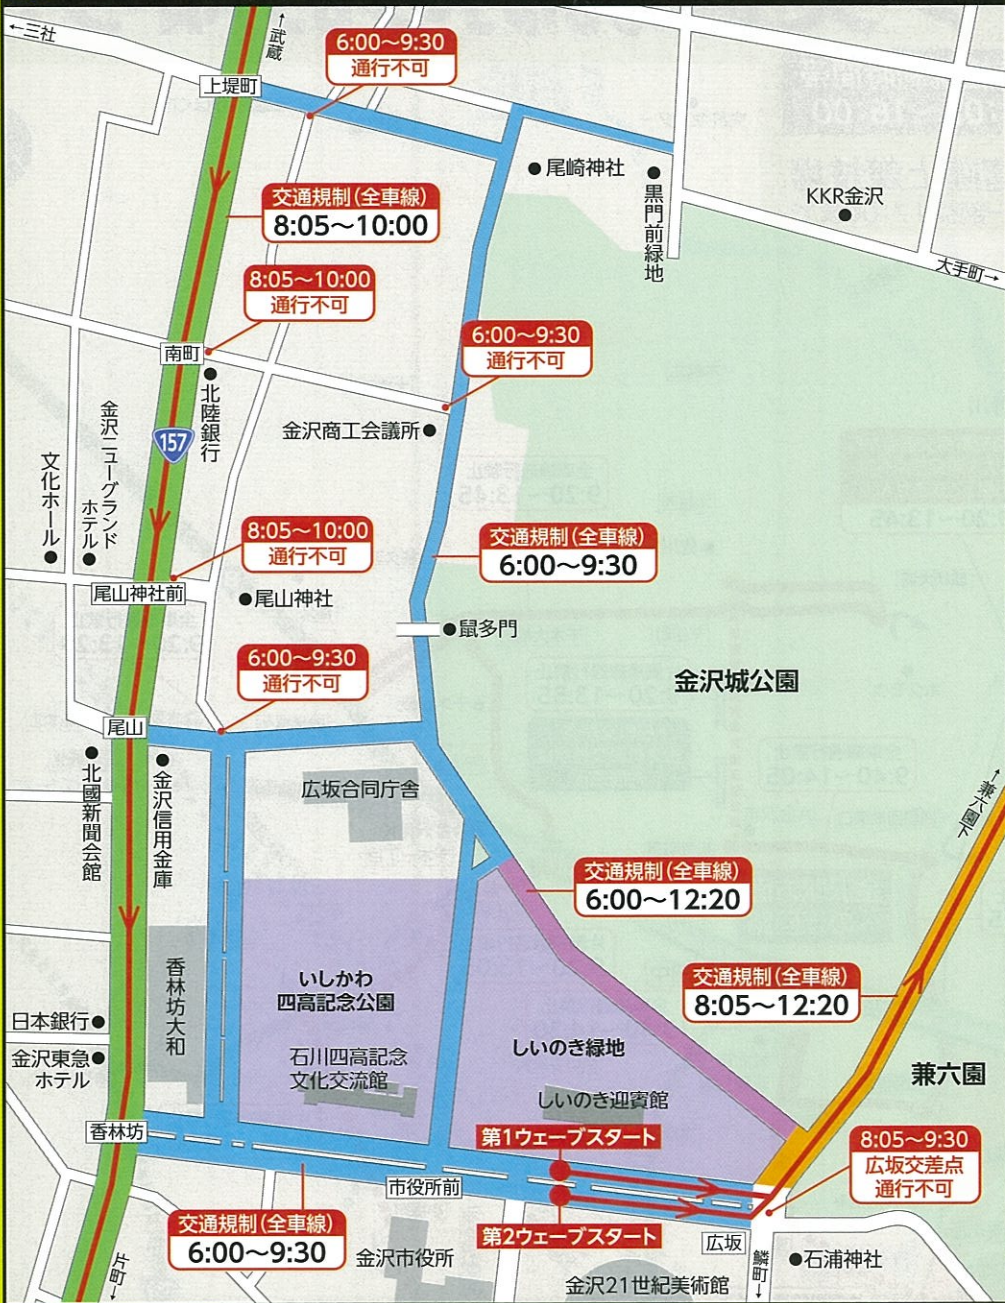 ←三社
↑武蔵
6:00〜9:30
通行不可
上堤町
尾崎神社
黒門前緑地
KKR金沢
大手町→
交通規制(全車線)
8:05〜10:00
8:05〜10:00
通行不可
南町
北陸銀行
6:00〜9:30
通行不可
金沢商工会議所
157
金沢ニューグランド
ホテル
文化ホール
8:05〜10:00
通行不可
交通規制(全車線)
6:00〜9:30
尾山神社前
尾山神社
鼠多門
6:00〜9:30
通行不可
金沢城公園
尾山
北國新聞会館
金沢信用金庫
広坂合同庁舎
↑兼六園下
交通規制(全車線)
6:00〜12:20
香林坊大和
いしかわ
四高記念公園
交通規制(全車線)
8:05〜12:20
日本銀行
金沢東急
ホテル
石川四高記念
文化交流館
しいのき緑地
しいのき迎賓館
兼六園
香林坊
第1ウェーブスタート
8:05〜9:30
広坂交差点
通行不可
市役所前
第2ウェーブスタート
交通規制(全車線)
6:00〜9:30
金沢市役所
広坂
片町→
鱗町→
石浦神社
金沢21世紀美術館